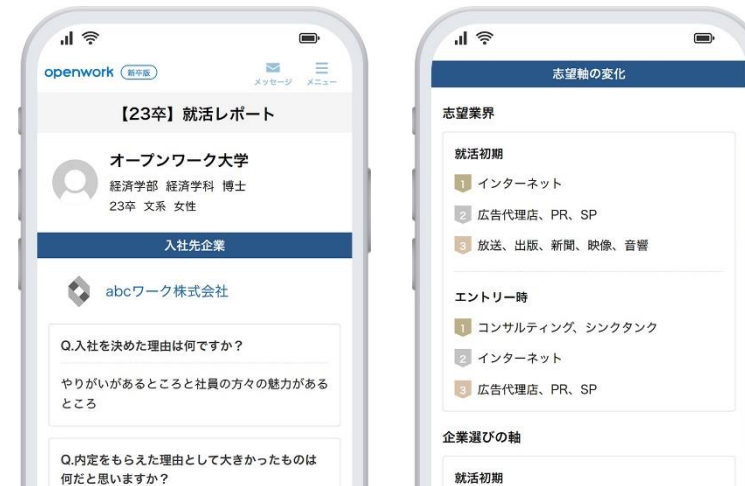 openwork 新卒版
メッセージ
メニュー
【23卒】就活レポート
オープンワーク大学
経済学部 経済学科 博士
23卒 文系 女性
入社先企業
abcワーク株式会社
Q.入社を決めた理由は何ですか？
やりがいがあるところと社員の方々の魅力がある
ところ
Q.内定をもらえた理由として大きかったものは
何だと思いますか？
志望軸の変化
志望業界
就活初期
1 インターネット
2 広告代理店、PR、SP
3 放送、出版、新聞、映像、音響
エントリー時
1 コンサルティング、シンクタンク
2 インターネット
3 広告代理店、PR、SP
企業選びの軸
就活初期